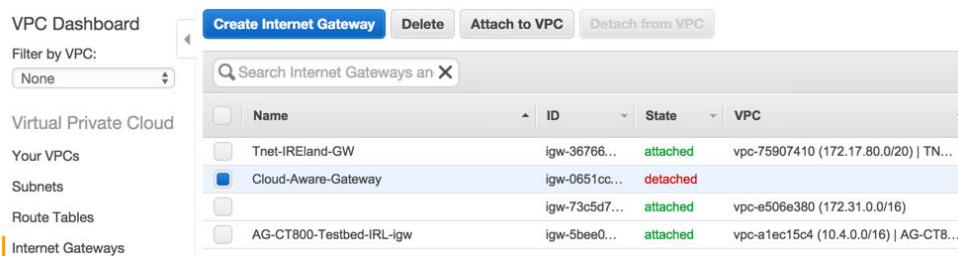 VPC Dashboard
Filter by VPC:
None
Virtual Private Cloud
Your VPCs
Subnets
Route Tables
Internet Gateways
Create Internet Gateway Delete Attach to VPC Detach from VPC
Search Internet Gateways an
Name ID State VPC
Tnet-IREland-GW igw-36766... attached vpc-75907410 (172.17.80.0/20) | TN...
Cloud-Aware-Gateway igw-0651cc... detached
igw-73c5d7... attached vpc-e506e380 (172.31.0.0/16)
AG-CT800-Testbed-IRL-igw igw-5bee0... attached vpc-a1ec15c4 (10.4.0.0/16) | AG-CT8...